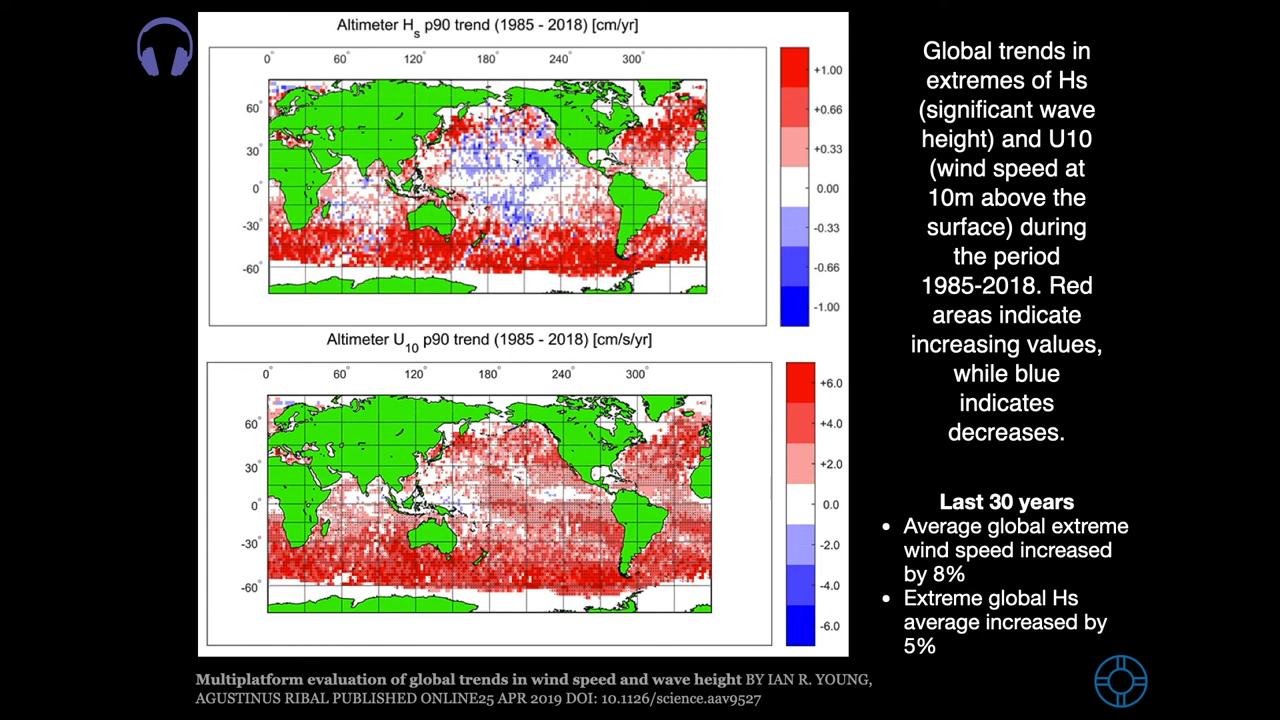 Altimeter Hs p90 trend (1985 - 2018) [cm/yr]
0° 60° 120° 180° 240° 300°
60°
30°
0°
-30°
-60°
+1.00
+0.66
+0.33
0.00
-0.33
-0.66
-1.00
Altimeter U10 p90 trend (1985 - 2018) [cm/s/yr]
0° 60° 120° 180° 240° 300°
60°
30°
0°
-30°
-60°
+6.0
+4.0
+2.0
0.0
-2.0
-4.0
-6.0
Global trends in
extremes of Hs
(significant wave
height) and U10
(wind speed at
10m above the
surface) during
the period
1985-2018. Red
areas indicate
increasing values,
while blue
indicates
decreases.
Last 30 years
• Average global extreme
wind speed increased
by 8%
• Extreme global Hs
average increased by
5%
Multiplatform evaluation of global trends in wind speed and wave height BY IAN R. YOUNG,
AGUSTINUS RIBAL PUBLISHED ONLINE25 APR 2019 DOI: 10.1126/science.aav9527